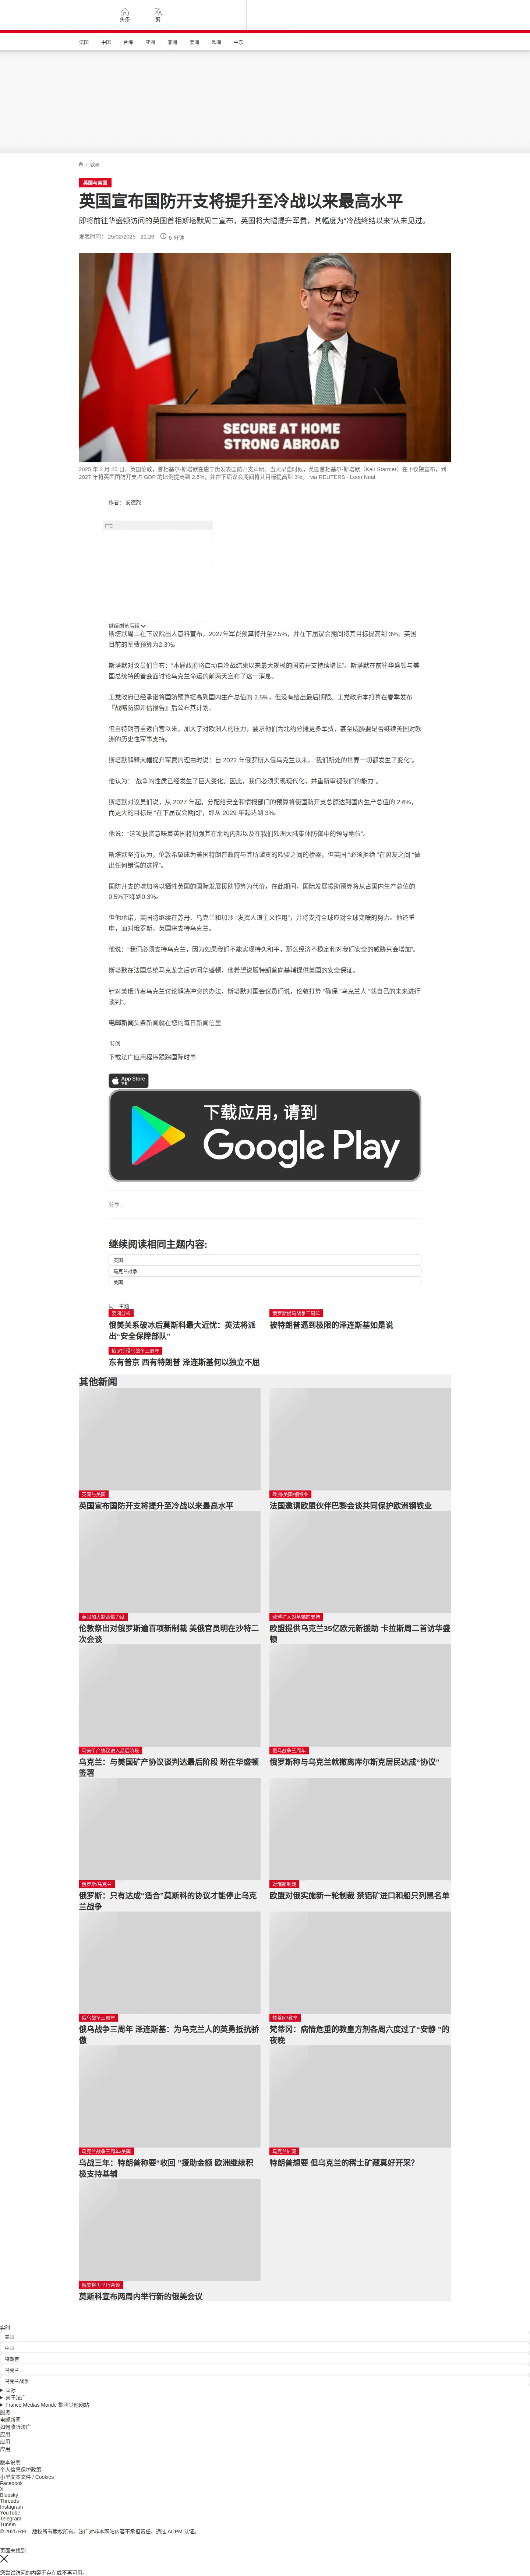 头条
繁
法国
中国
台海
亚洲
非洲
美洲
欧洲
中东
/ 欧洲
英国与美国
英国宣布国防开支将提升至冷战以来最高水平
即将前往华盛顿访问的英国首相斯塔默周二宣布，英国将大幅提升军费，其幅度为“冷战终结以来”从未见过。
发表时间： 25/02/2025 - 21:26
6 分钟
SECURE AT HOME
STRONG ABROAD
2025 年 2 月 25 日，英国伦敦，首相基尔·斯塔默在唐宁街发表国防开支声明。当天早些时候，英国首相基尔·斯塔默（Keir Starmer）在下议院宣布，到
2027 年将英国国防开支占 GDP 的比例提高到 2.5%，并在下届议会期间将其目标提高到 3%。 via REUTERS - Leon Neal
作者： 安德烈
广告
继续浏览后续
斯塔默周二在下议院出人意料宣布，2027年军费预算将升至2.5%，并在下届议会期间将其目标提高到 3%。英国
目前的军费预算为2.3%。
斯塔默对议员们宣布：“本届政府将启动自冷战结束以来最大规模的国防开支持续增长”。斯塔默在前往华盛顿与美
国总统特朗普会面讨论乌克兰命运的前两天宣布了这一消息。
工党政府已经承诺将国防预算提高到国内生产总值的 2.5%，但没有给出最后期限。工党政府本打算在春季发布
『战略防御评估报告』后公布其计划。
但自特朗普重返白宫以来，加大了对欧洲人的压力，要求他们为北约分摊更多军费，甚至威胁要是否继续美国对欧
洲的历史性军事支持。
斯塔默解释大幅提升军费的理由时说：自 2022 年俄罗斯入侵乌克兰以来，“我们所处的世界一切都发生了变化”。
他认为：“战争的性质已经发生了巨大变化。因此，我们必须实现现代化，并重新审视我们的能力”。
斯塔默对议员们说，从 2027 年起，分配给安全和情报部门的预算将使国防开支总额达到国内生产总值的 2.6%，
而更大的目标是 “在下届议会期间”，即从 2029 年起达到 3%。
他说：“这项投资意味着英国将加强其在北约内部以及在我们欧洲大陆集体防御中的领导地位”。
斯塔默坚持认为，伦敦希望成为美国特朗普政府与其所谴责的欧盟之间的桥梁，但英国 “必须拒绝 ”在盟友之间 “做
出任何错误的选择”。
国防开支的增加将以牺牲英国的国际发展援助预算为代价，在此期间，国际发展援助预算将从占国内生产总值的
0.5%下降到0.3%。
但他承诺，英国将继续在苏丹、乌克兰和加沙 “发挥人道主义作用”，并将支持全球应对全球变暖的努力。他还重
申，面对俄罗斯，英国将支持乌克兰。
他说：“我们必须支持乌克兰，因为如果我们不能实现持久和平，那么经济不稳定和对我们安全的威胁只会增加”。
斯塔默在法国总统马克龙之后访问华盛顿，他希望说服特朗普向基辅提供美国的安全保证。
针对美俄背着乌克兰讨论解决冲突的办法，斯塔默对国会议员们说，伦敦打算 “确保 ”乌克兰人 “就自己的未来进行
谈判”。
电邮新闻头条新闻就在您的每日新闻信里
订阅
下载法广应用程序跟踪国际时事
App Store
下载
下载应用，请到
Google Play
分享 :
继续阅读相同主题内容:
英国
乌克兰战争
美国
同一主题
要闻分析
俄美关系破冰后莫斯科最大近忧：英法将派
出“安全保障部队”
俄罗斯侵乌战争三周年
被特朗普逼到极限的泽连斯基如是说
俄罗斯侵乌战争三周年
东有普京 西有特朗普 泽连斯基何以独立不屈
其他新闻
英国与美国
英国宣布国防开支将提升至冷战以来最高水平
欧洲/美国/钢铁业
法国邀请欧盟伙伴巴黎会谈共同保护欧洲钢铁业
英国加大制裁俄力度
伦敦祭出对俄罗斯逾百项新制裁 美俄官员明在沙特二
次会谈
欧盟扩大对基辅的支持
欧盟提供乌克兰35亿欧元新援助 卡拉斯周二首访华盛
顿
乌美矿产协议进入最后阶段
乌克兰：与美国矿产协议谈判达最后阶段 盼在华盛顿
签署
俄乌战争三周年
俄罗斯称与乌克兰就撤离库尔斯克居民达成“协议”
俄罗斯/乌克兰
俄罗斯：只有达成“适合”莫斯科的协议才能停止乌克
兰战争
对俄新制裁
欧盟对俄实施新一轮制裁 禁铝矿进口和船只列黑名单
俄乌战争三周年
俄乌战争三周年 泽连斯基：为乌克兰人的英勇抵抗骄
傲
梵蒂冈/教皇
梵蒂冈：病情危重的教皇方剂各周六度过了“安静 ”的
夜晚
乌克兰战争三周年/美国
乌战三年：特朗普称要“收回 ”援助金额 欧洲继续积
极支持基辅
乌克兰矿藏
特朗普想要 但乌克兰的稀土矿藏真好开采？
俄美将再举行会谈
莫斯科宣布两周内举行新的俄美会议
实时
美国
中国
特朗普
乌克兰
乌克兰战争
国际
关于法广
France Médias Monde 集团其他网站
服务
电邮新闻
如何收听法广
应用
应用
应用
版本说明
个人信息保护政策
小型文本文件 / Cookies
Facebook
X
Bluesky
Threads
Instagram
YouTube
Telegram
TuneIn
© 2025 RFI – 版权所有版权所有。法广对非本网站内容不承担责任。通过 ACPM 认证。
页面未找到
您尝试访问的内容不存在或不再可用。